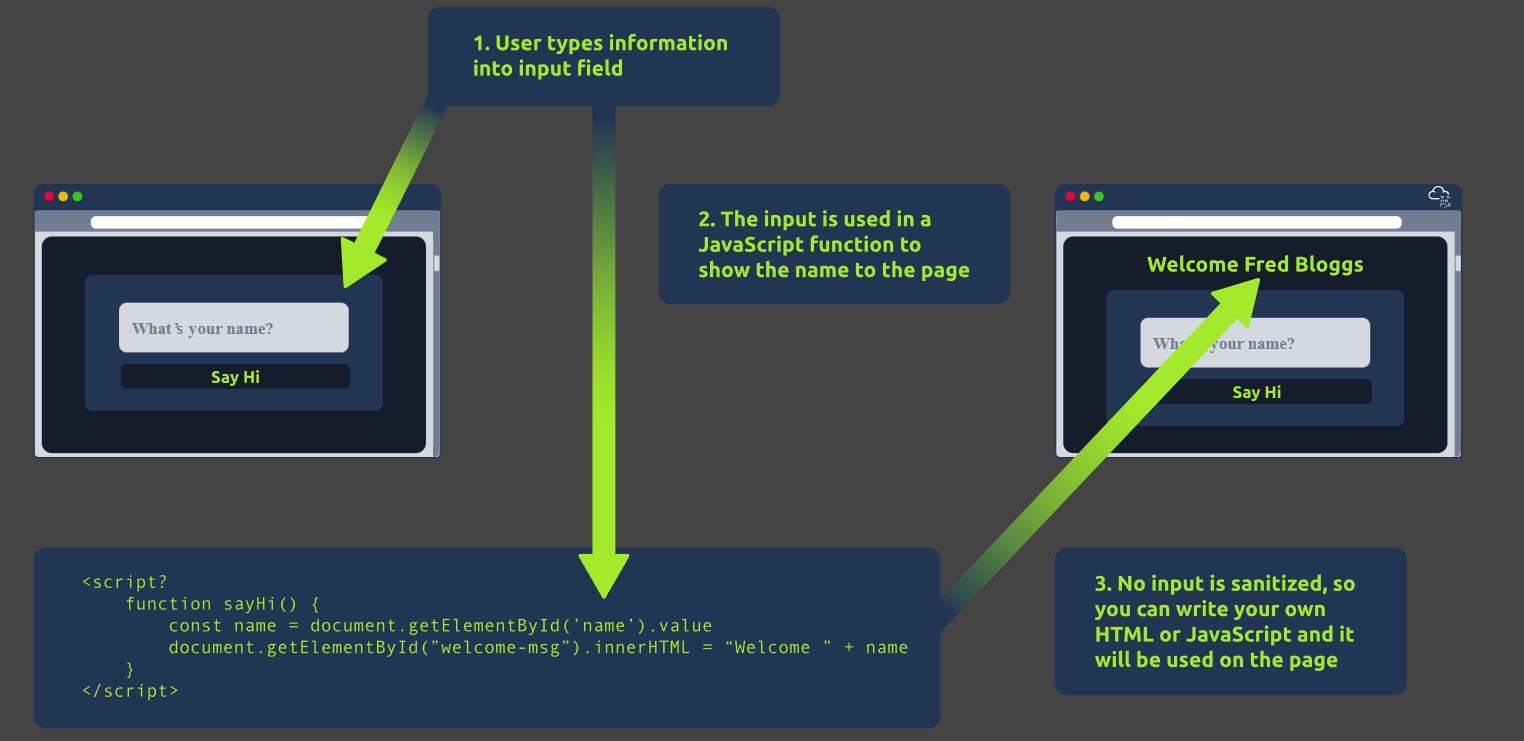 1. User types information
into input field
What's your name?
Say Hi
2. The input is used in a
JavaScript function to
show the name to the page
Welcome Fred Bloggs
What's your name?
Say Hi
<script?
    function sayHi() {
        const name = document.getElementById(’name’).value
        document.getElementById(”welcome-msg”).innerHTML = “Welcome ” + name
    }
</script>
3. No input is sanitized, so
you can write your own
HTML or JavaScript and it
will be used on the page